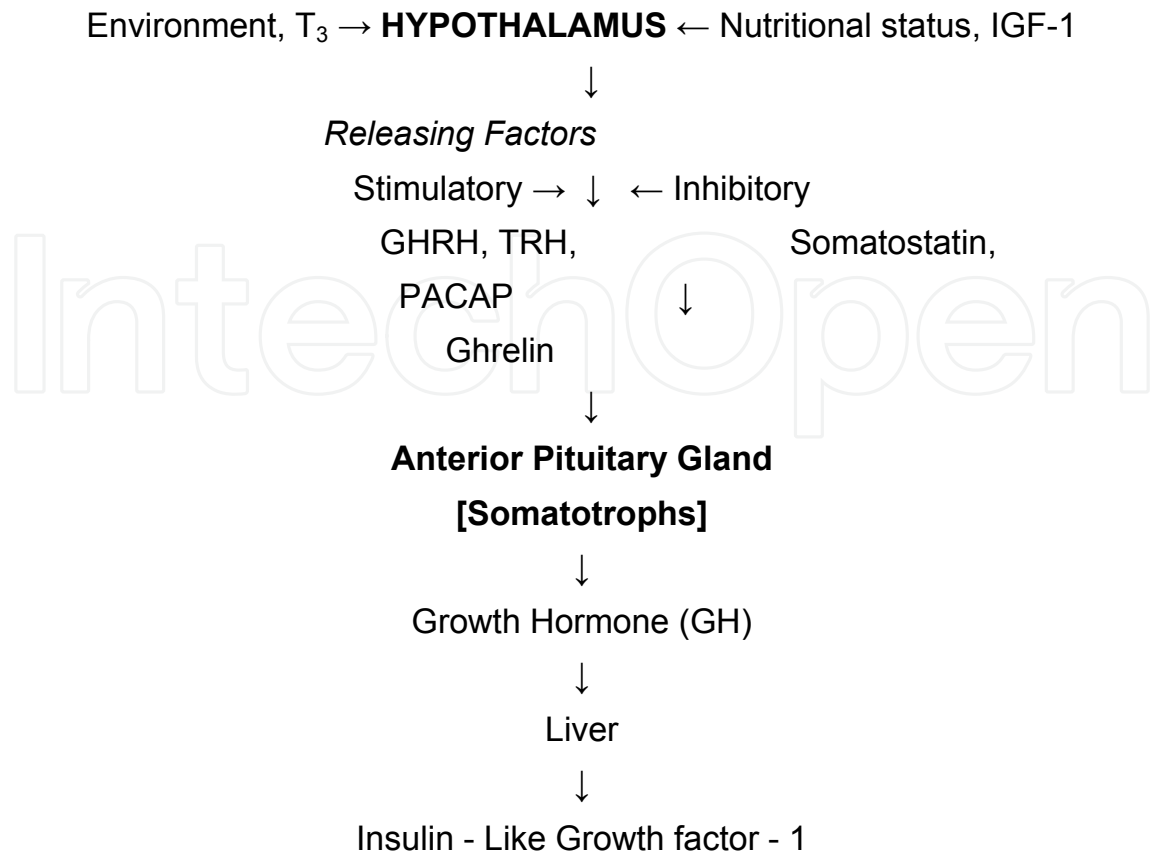 Environment, T₃ → HYPOTHALAMUS ← Nutritional status, IGF-1
↓
Releasing Factors
Stimulatory → ↓ ← Inhibitory
GHRH, TRH, Somatostatin,
PACAP ↓
Ghrelin
IntechOpen
↓
Anterior Pituitary Gland
[Somatotrophs]
↓
Growth Hormone (GH)
↓
Liver
↓
Insulin - Like Growth factor - 1